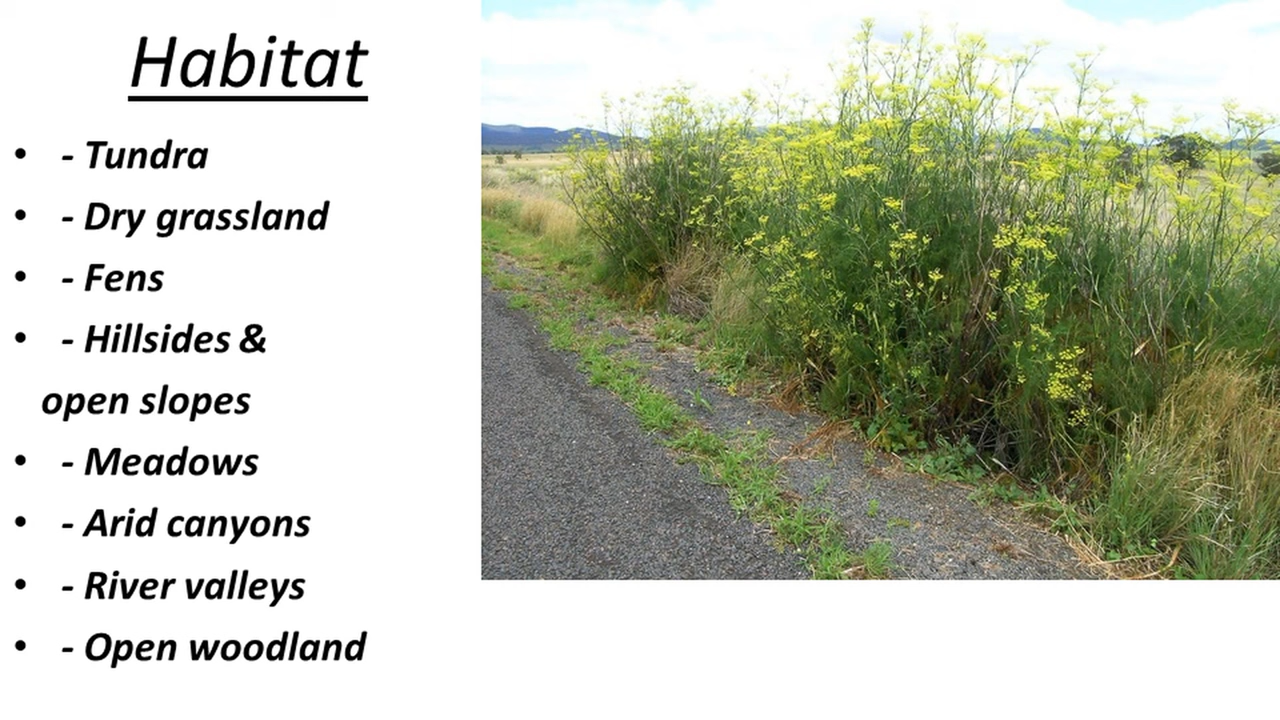 Habitat
• - Tundra
• - Dry grassland
• - Fens
• - Hillsides &
open slopes
• - Meadows
• - Arid canyons
• - River valleys
• - Open woodland